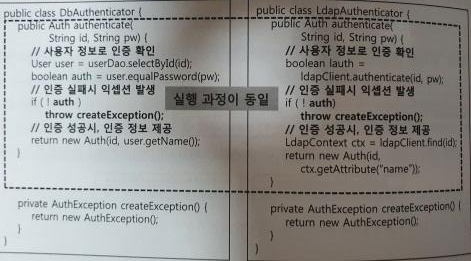 public class DbAuthenticator {
public Auth authenticate(
String id, String pw) {
// 사용자 정보로 인증 확인
User user = userDao.selectById(id);
boolean auth = user.equalPassword(pw);
// 인증 실패시 익셉션 발생
if ( ! auth )
throw createException();
// 인증 성공시, 인증 정보 제공
return new Auth(id, user.getName());
}
private AuthException createException() {
return new AuthException();
}
}
실행 과정이 동일
public class LdapAuthenticator {
public Auth authenticate(
String id, String pw) {
// 사용자 정보로 인증 확인
boolean lauth =
ldapClient.authenticate(id, pw);
// 인증 실패시 익셉션 발생
if ( ! auth )
throw createException();
// 인증 성공시, 인증 정보 제공
LdapContext ctx = ldapClient.find(id);
return new Auth(id,
ctx.getAttribute("name"));
}
private AuthException createException() {
return new AuthException();
}
}